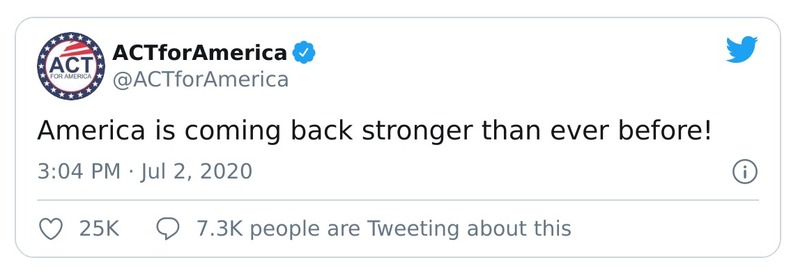 ACT
FOR AMERICA
ACTforAmerica
@ACTforAmerica
America is coming back stronger than ever before!
3:04 PM · Jul 2, 2020
25K 7.3K people are Tweeting about this